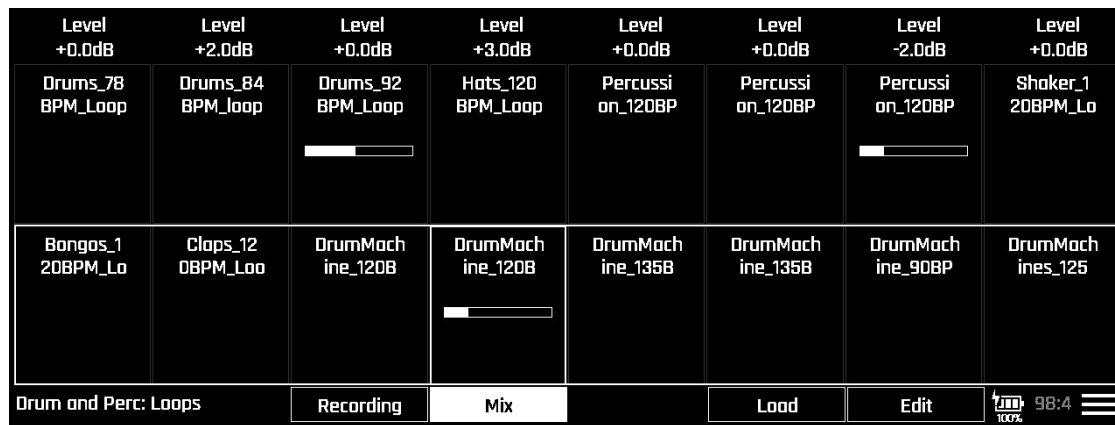 Level Level Level Level Level Level Level Level
+0.0dB +2.0dB +0.0dB +3.0dB +0.0dB +0.0dB -2.0dB +0.0dB
Drums_78 Drums_84 Drums_92 Hats_120 Percussi Percussi Percussi Shaker_1
BPM_Loop BPM_loop BPM_Loop BPM_Loop on_120BP on_120BP on_120BP 20BPM_Lo
Bongos_1 Claps_12 DrumMach DrumMach DrumMach DrumMach DrumMach DrumMach
20BPM_Lo 0BPM_Loo ine_120B ine_120B ine_135B ine_135B ine_90BP ines_125
Drum and Perc: Loops Recording Mix Load Edit 98:4
100%